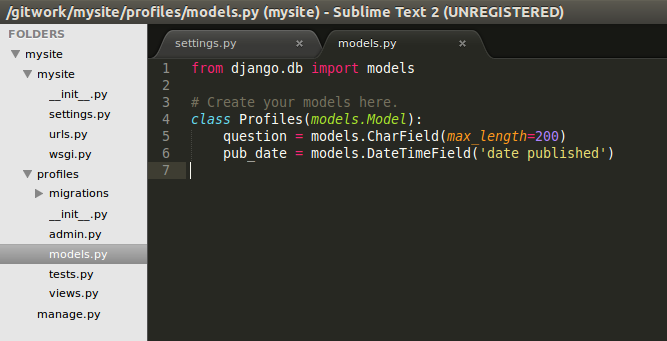 /gitwork/mysite/profiles/models.py (mysite) - Sublime Text 2 (UNREGISTERED)
FOLDERS
mysite
mysite
__init__.py
settings.py
urls.py
wsgi.py
profiles
migrations
__init__.py
admin.py
models.py
tests.py
views.py
manage.py
settings.py × models.py ×
1 from django.db import models
2
3 # Create your models here.
4 class Profiles(models.Model):
5     question = models.CharField(max_length=200)
6     pub_date = models.DateTimeField('date published')
7